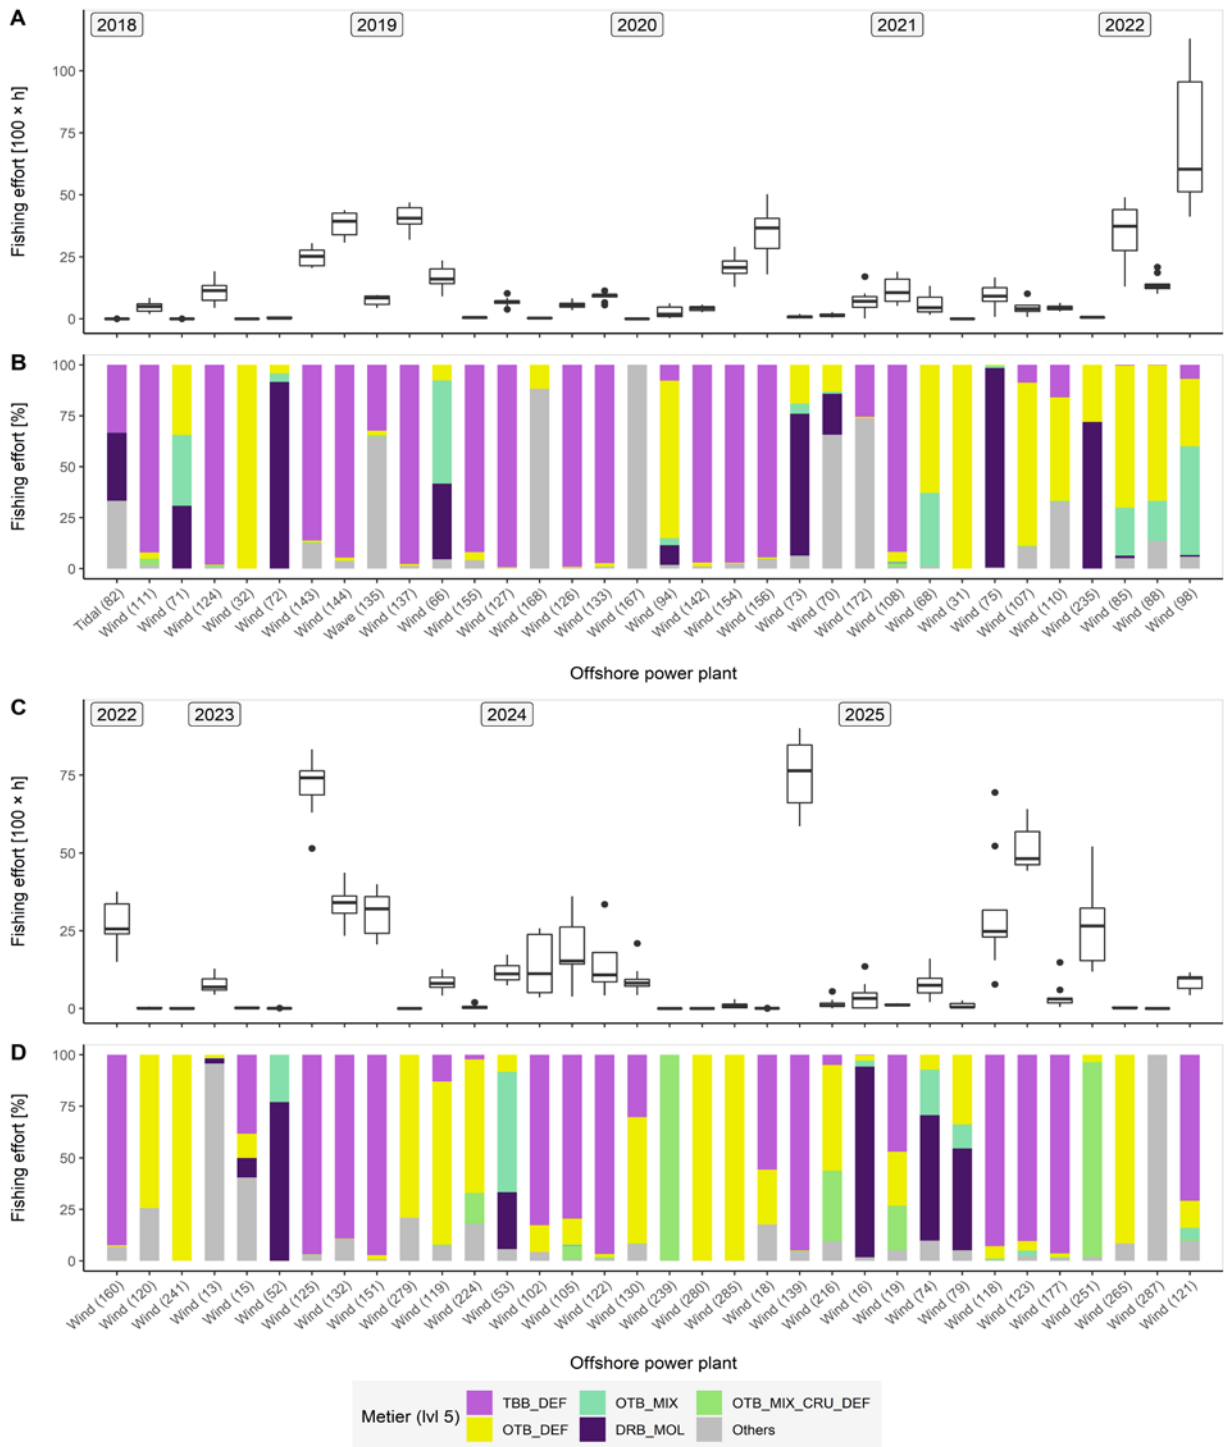 A
2018
2019
2020
2021
2022
Fishing effort [100 × h]
100
75
50
25
0
B
Fishing effort [%]
100
75
50
25
0
Tidal (82)
Wind (111)
Wind (71)
Wind (124)
Wind (32)
Wind (72)
Wind (143)
Wind (144)
Wave (135)
Wind (137)
Wind (66)
Wind (155)
Wind (127)
Wind (168)
Wind (126)
Wind (133)
Wind (167)
Wind (94)
Wind (142)
Wind (154)
Wind (156)
Wind (73)
Wind (70)
Wind (172)
Wind (108)
Wind (68)
Wind (31)
Wind (75)
Wind (107)
Wind (110)
Wind (235)
Wind (85)
Wind (88)
Wind (98)
Offshore power plant
C
2022
2023
2024
2025
Fishing effort [100 × h]
75
50
25
0
D
Fishing effort [%]
100
75
50
25
0
Wind (160)
Wind (120)
Wind (241)
Wind (13)
Wind (15)
Wind (52)
Wind (125)
Wind (132)
Wind (151)
Wind (279)
Wind (119)
Wind (224)
Wind (53)
Wind (102)
Wind (105)
Wind (122)
Wind (130)
Wind (239)
Wind (280)
Wind (285)
Wind (18)
Wind (139)
Wind (216)
Wind (16)
Wind (19)
Wind (74)
Wind (79)
Wind (118)
Wind (123)
Wind (177)
Wind (251)
Wind (265)
Wind (287)
Wind (121)
Offshore power plant
Metier (lvl 5)
TBB_DEF
OTB_MIX
OTB_MIX_CRU_DEF
OTB_DEF
DRB_MOL
Others